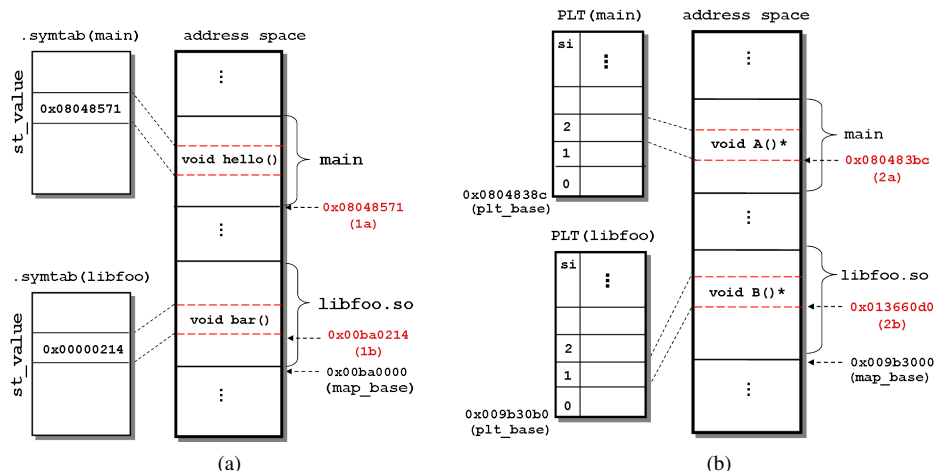 .symtab(main)
address space
st_value
0x08048571
void hello()
main
0x08048571
(1a)
.symtab(libfoo)
st_value
0x00000214
void bar()
libfoo.so
0x00ba0214
(1b)
0x00ba0000
(map_base)
(a)
PLT(main)
address space
si
2
1
0
0x0804838c
(plt_base)
void A()*
main
0x080483bc
(2a)
PLT(libfoo)
si
2
1
0
0x009b30b0
(plt_base)
void B()*
libfoo.so
0x013660d0
(2b)
0x009b3000
(map_base)
(b)